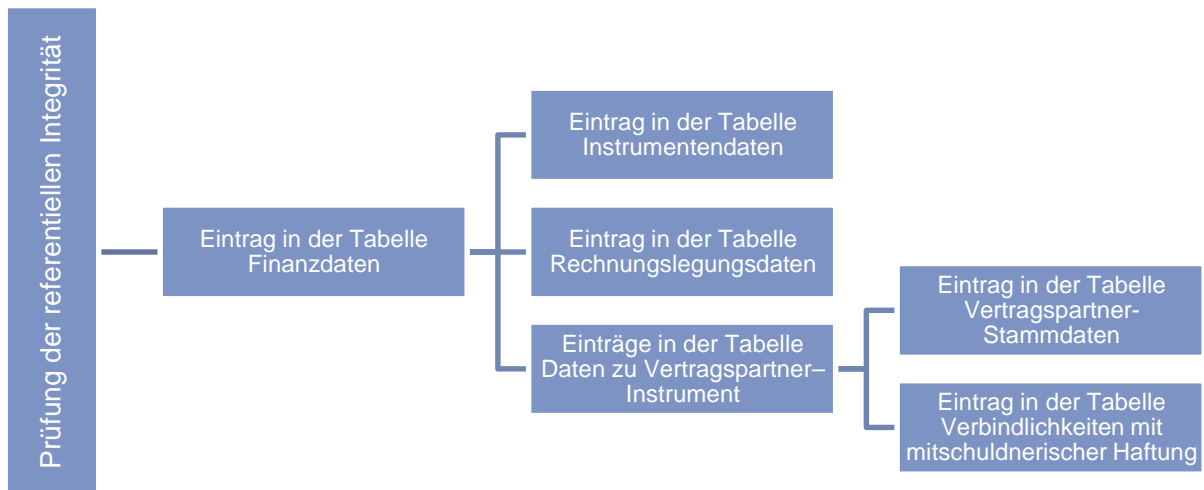 Prüfung der referentiellen Integrität
Eintrag in der Tabelle
Finanzdaten
Eintrag in der Tabelle
Instrumentendaten
Eintrag in der Tabelle
Rechnungslegungsdaten
Einträge in der Tabelle
Daten zu Vertragspartner–
Instrument
Eintrag in der Tabelle
Vertragspartner-
Stammdaten
Eintrag in der Tabelle
Verbindlichkeiten mit
mitschuldnerischer Haftung